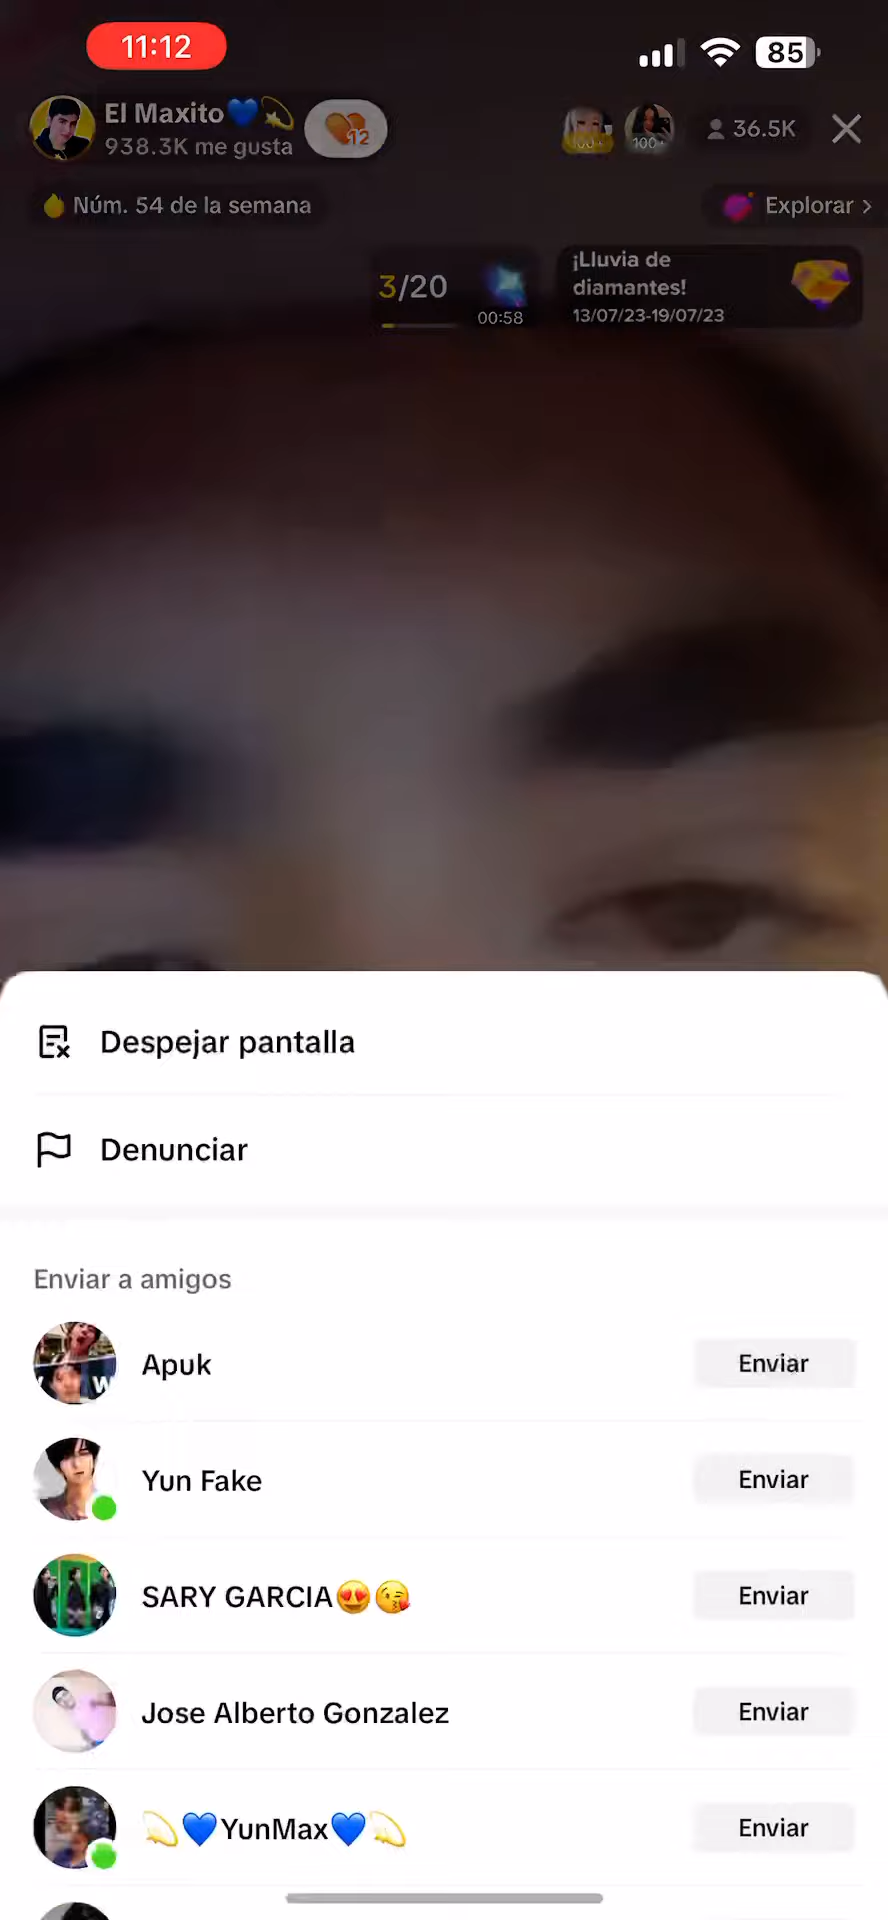 11:12
85
El Maxito💙💫
938.3K me gusta
12
100+
100+
36.5K
Núm. 54 de la semana
Explorar >
3/20
00:58
¡Lluvia de
diamantes!
13/07/23-19/07/23
Despejar pantalla
Denunciar
Enviar a amigos
Apuk
Enviar
Yun Fake
Enviar
SARY GARCIA😍😘
Enviar
Jose Alberto Gonzalez
Enviar
💫💙YunMax💙💫
Enviar